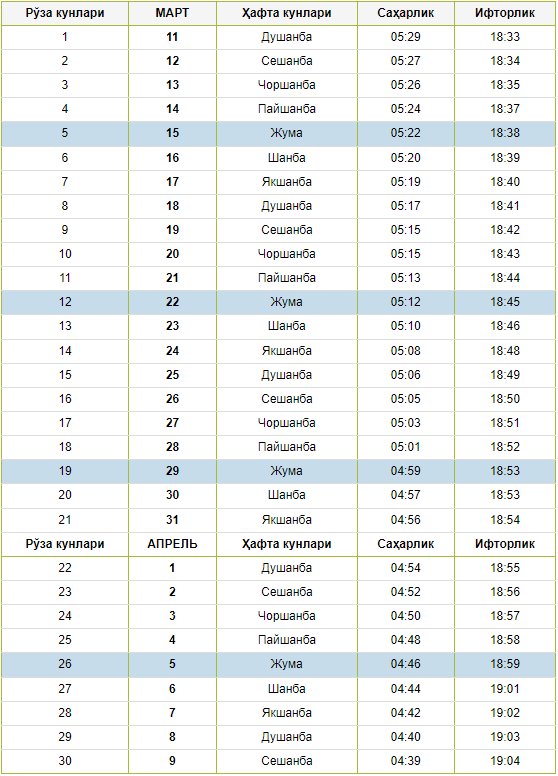 Рўза кунлари МАРТ Ҳафта кунлари Саҳарлик Ифторлик
1 11 Душанба 05:29 18:33
2 12 Сешанба 05:27 18:34
3 13 Чоршанба 05:26 18:35
4 14 Пайшанба 05:24 18:37
5 15 Жума 05:22 18:38
6 16 Шанба 05:20 18:39
7 17 Якшанба 05:19 18:40
8 18 Душанба 05:17 18:41
9 19 Сешанба 05:15 18:42
10 20 Чоршанба 05:15 18:43
11 21 Пайшанба 05:13 18:44
12 22 Жума 05:12 18:45
13 23 Шанба 05:10 18:46
14 24 Якшанба 05:08 18:48
15 25 Душанба 05:06 18:49
16 26 Сешанба 05:05 18:50
17 27 Чоршанба 05:03 18:51
18 28 Пайшанба 05:01 18:52
19 29 Жума 04:59 18:53
20 30 Шанба 04:57 18:53
21 31 Якшанба 04:56 18:54
Рўза кунлари АПРЕЛЬ Ҳафта кунлари Саҳарлик Ифторлик
22 1 Душанба 04:54 18:55
23 2 Сешанба 04:52 18:56
24 3 Чоршанба 04:50 18:57
25 4 Пайшанба 04:48 18:58
26 5 Жума 04:46 18:59
27 6 Шанба 04:44 19:01
28 7 Якшанба 04:42 19:02
29 8 Душанба 04:40 19:03
30 9 Сешанба 04:39 19:04